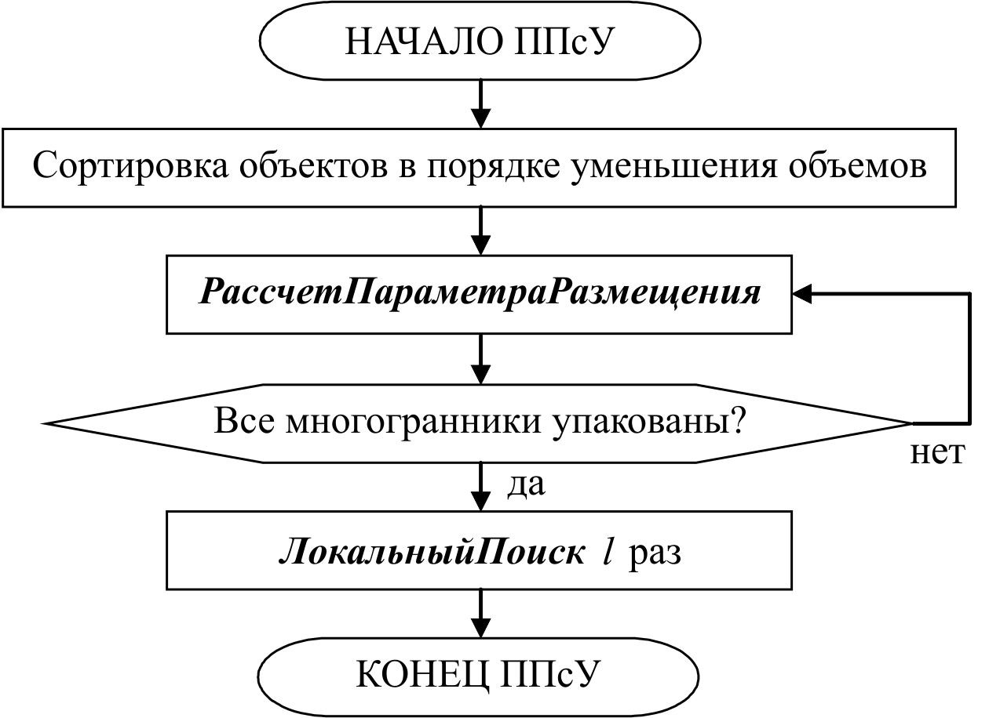 НАЧАЛО ППсУ
Сортировка объектов в порядке уменьшения объемов
РассчетПараметраРазмещения
Все многогранники упакованы?
нет
да
ЛокальныйПоиск l раз
КОНЕЦ ППсУ